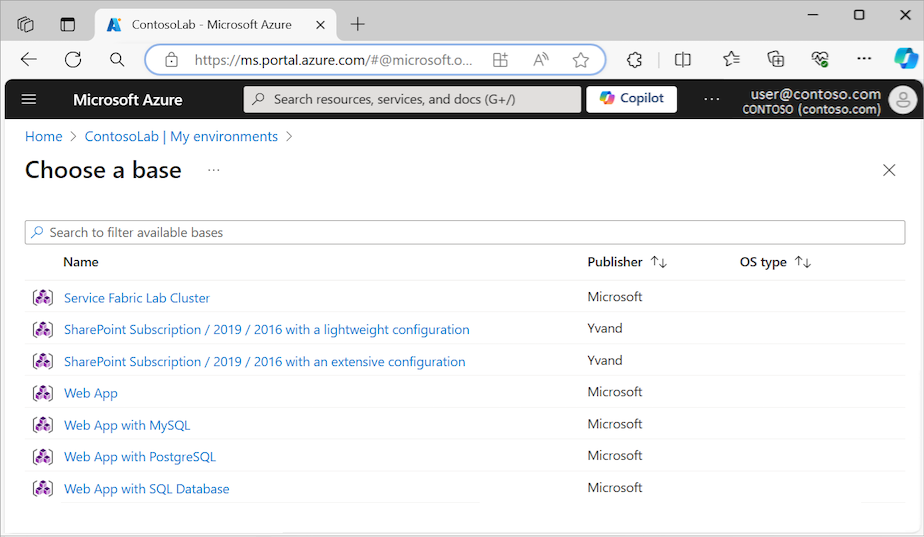 ContosoLab - Microsoft Azure
https://ms.portal.azure.com/#@microsoft.o...
Microsoft Azure
Search resources, services, and docs (G+/)
Copilot
...
user@contoso.com
CONTOSO (contoso.com)
Home > ContosoLab | My environments >
Choose a base ...
Search to filter available bases
Name Publisher ↑↓ OS type ↑↓
Service Fabric Lab Cluster Microsoft
SharePoint Subscription / 2019 / 2016 with a lightweight configuration Yvand
SharePoint Subscription / 2019 / 2016 with an extensive configuration Yvand
Web App Microsoft
Web App with MySQL Microsoft
Web App with PostgreSQL Microsoft
Web App with SQL Database Microsoft